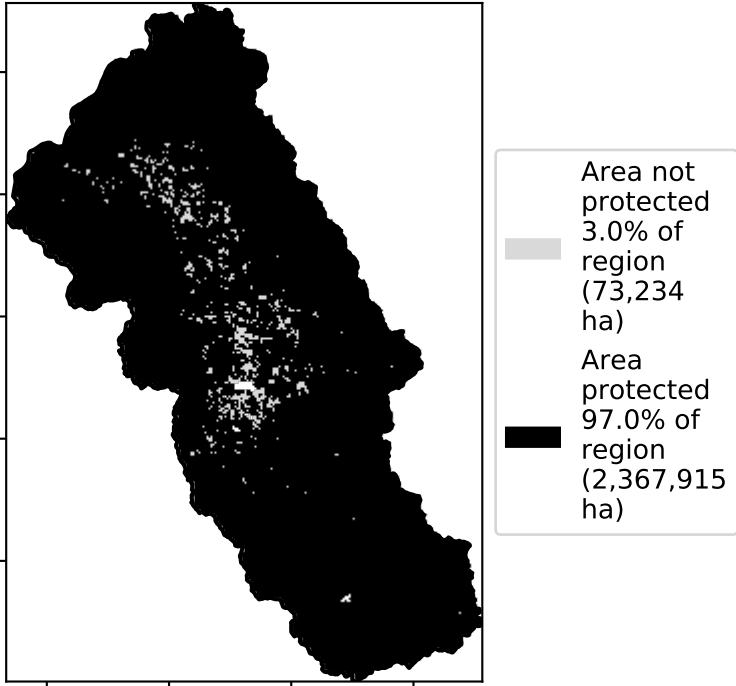 Area not
protected
3.0% of
region
(73,234
ha)
Area
protected
97.0% of
region
(2,367,915
ha)